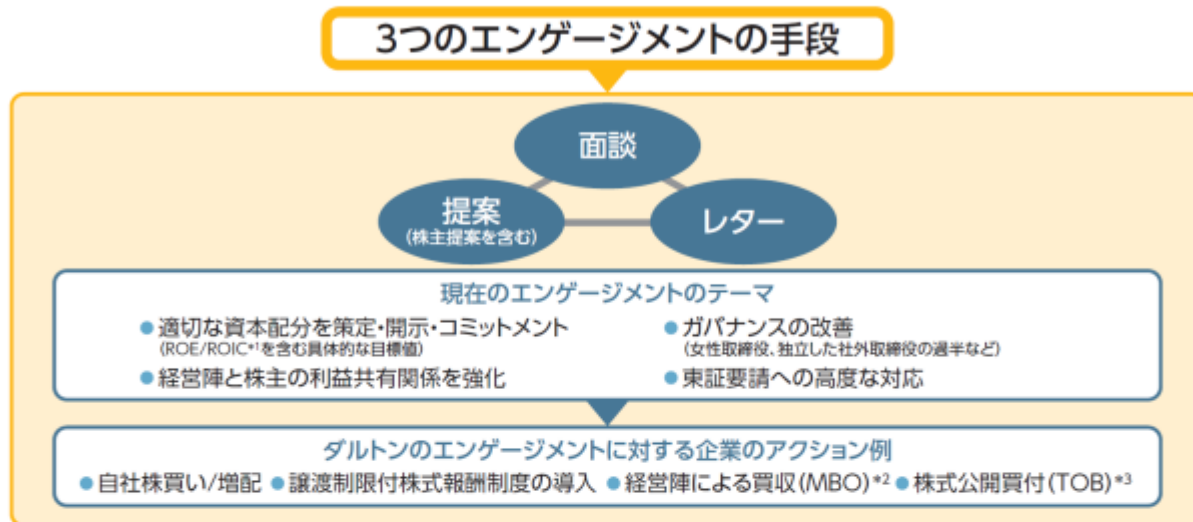 3つのエンゲージメントの手段
面談
提案
(株主提案を含む)
レター
現在のエンゲージメントのテーマ
●適切な資本配分を策定・開示・コミットメント
(ROE/ROIC*1を含む具体的な目標値)
●ガバナンスの改善
(女性取締役、独立した社外取締役の過半など)
●経営陣と株主の利益共有関係を強化
●東証要請への高度な対応
ダルトンのエンゲージメントに対する企業のアクション例
●自社株買い/増配 ●譲渡制限付株式報酬制度の導入 ●経営陣による買収(MBO)*2 ●株式公開買付(TOB)*3